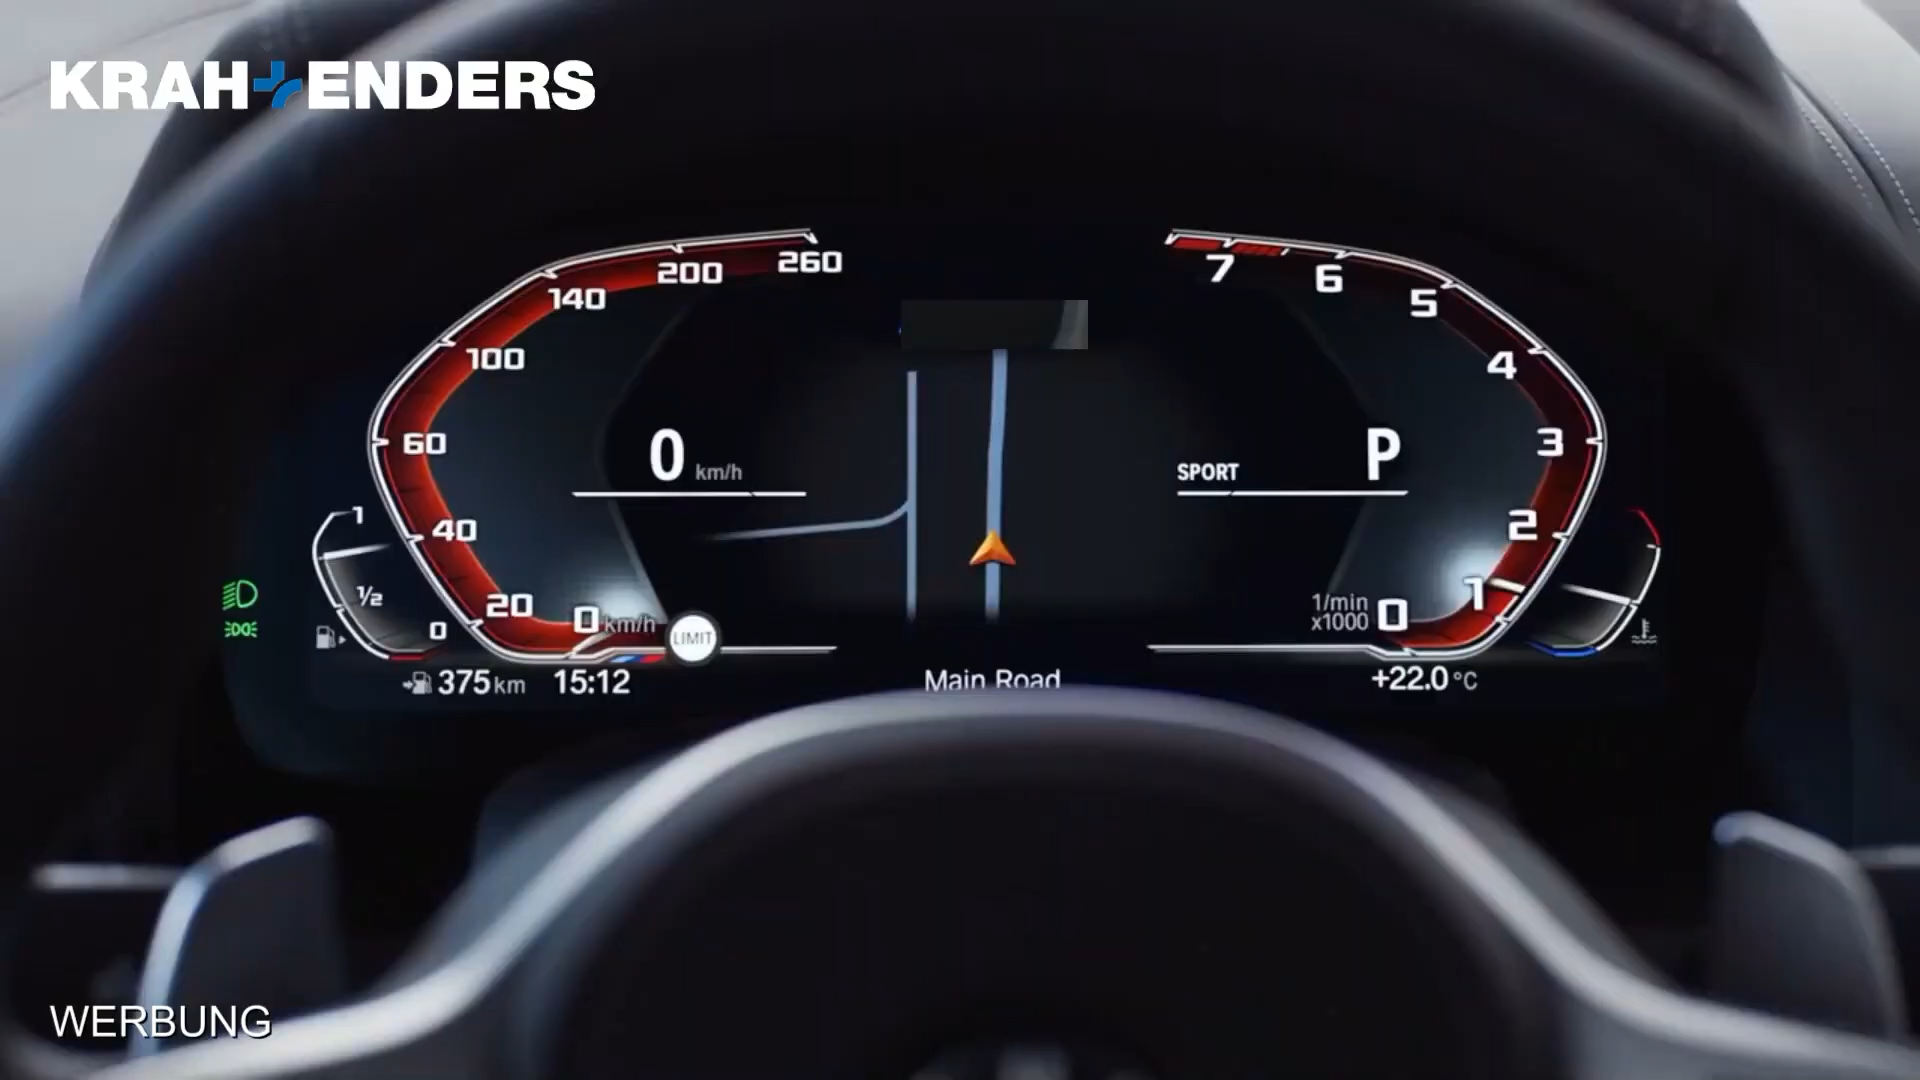 KRAH+ENDERS
260
200
140
100
60
40
20
0 km/h
7
6
5
4
3
2
1
0
1/min
x1000
0 km/h
SPORT
P
1
1/2
0
LIMIT
375 km
15:12
Main Road
+22.0 °C
WERBUNG